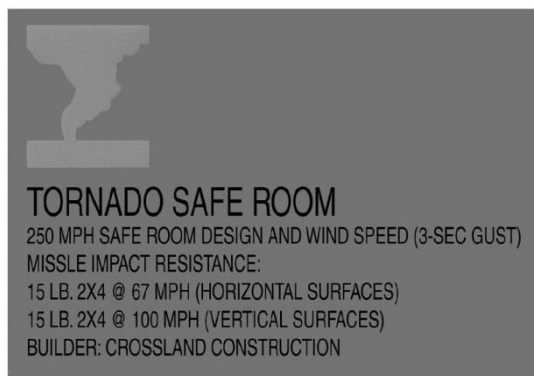 TORNADO SAFE ROOM
250 MPH SAFE ROOM DESIGN AND WIND SPEED (3-SEC GUST)
MISSLE IMPACT RESISTANCE:
15 LB. 2X4 @ 67 MPH (HORIZONTAL SURFACES)
15 LB. 2X4 @ 100 MPH (VERTICAL SURFACES)
BUILDER: CROSSLAND CONSTRUCTION